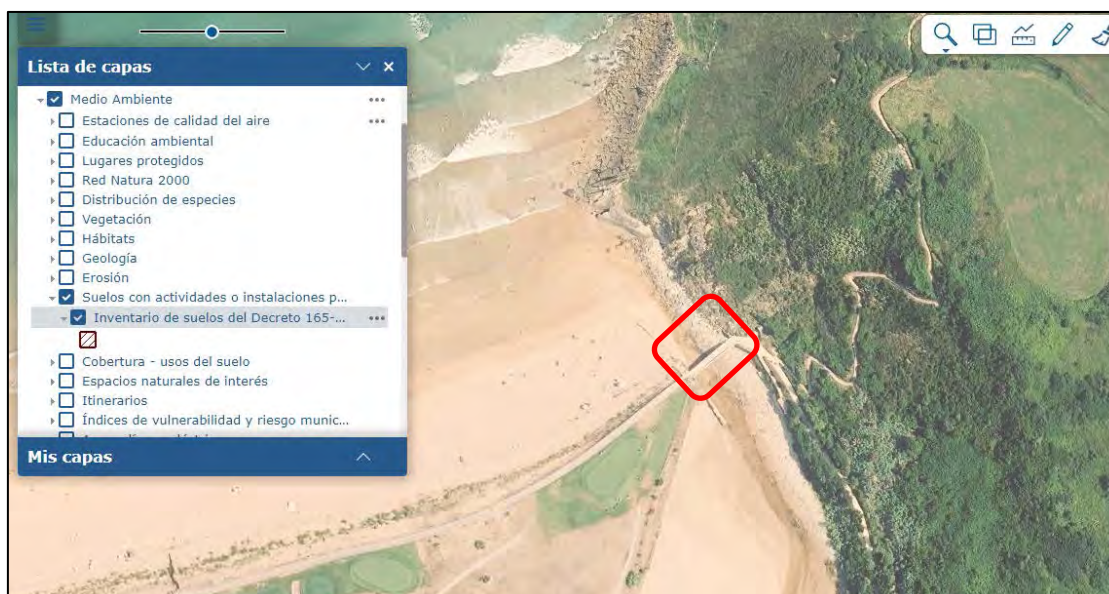 Lista de capas
Medio Ambiente
Estaciones de calidad del aire
Educación ambiental
Lugares protegidos
Red Natura 2000
Distribución de especies
Vegetación
Hábitats
Geología
Erosión
Suelos con actividades o instalaciones p...
Inventario de suelos del Decreto 165-...
Cobertura - usos del suelo
Espacios naturales de interés
Itinerarios
Índices de vulnerabilidad y riesgo munic...
Mis capas